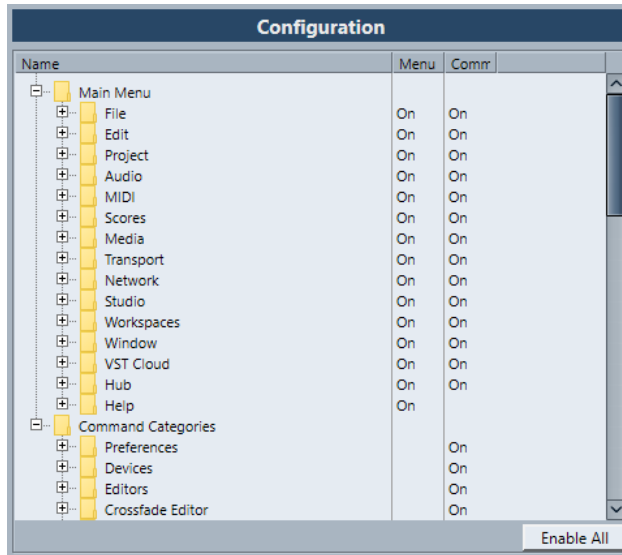 Configuration
Name Menu Comm
Main Menu
File On On
Edit On On
Project On On
Audio On On
MIDI On On
Scores On On
Media On On
Transport On On
Network On On
Studio On On
Workspaces On On
Window On On
VST Cloud On On
Hub On On
Help On
Command Categories
Preferences On
Devices On
Editors On
Crossfade Editor On
Enable All